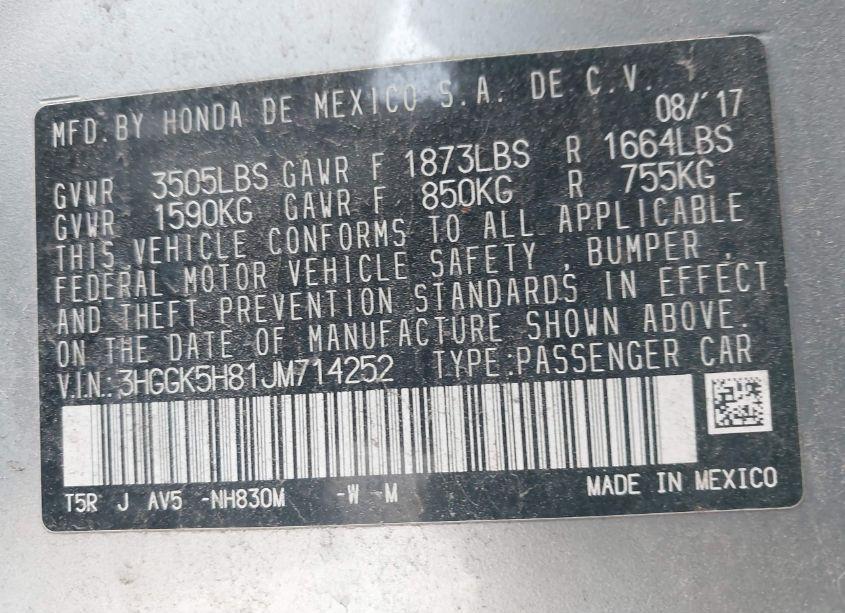 MFD.BY HONDA DE MEXICO S.A. DE C.V.
08/'17
GVWR 3505LBS GAWR F 1873LBS R 1664LBS
GVWR 1590KG GAWR F 850KG R 755KG
THIS VEHICLE CONFORMS TO ALL APPLICABLE
FEDERAL MOTOR VEHICLE SAFETY , BUMPER ,
AND THEFT PREVENTION STANDARDS IN EFFECT
ON THE DATE OF MANUFACTURE SHOWN ABOVE.
V.IN.:3HGGK5H81JM714252 TYPE:PASSENGER CAR
T5R J AV5 -NH830M -W -M MADE IN MEXICO